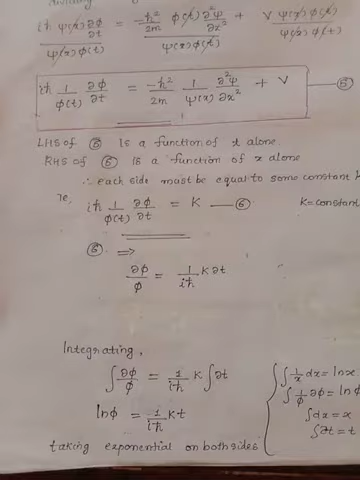 iħ ψ(x) ∂φ/∂t / ψ(x) φ(t) = -ħ²/2m φ(t) ∂²ψ/∂x² / ψ(x) φ(t) + V ψ(x) φ(t) / ψ(x) φ(t)
iħ 1/φ(t) ∂φ/∂t = -ħ²/2m 1/ψ(x) ∂²ψ/∂x² + V — ⑤
LHS of ⑤ Is a function of t alone.
RHS of ⑤ Is a function of x alone
∴ each side must be equal to some constant K
Ie, iħ 1/φ(t) ∂φ/∂t = K — ⑥ K = constant
⑥ ⟹
∂φ/φ = 1/iħ K ∂t
Integrating,
∫ ∂φ/φ = 1/iħ K ∫∂t
lnφ = 1/iħ Kt
∫ 1/x dx = ln x
∫ 1/φ ∂φ = lnφ
∫dx = x
∫∂t = t
taking exponential on both sides